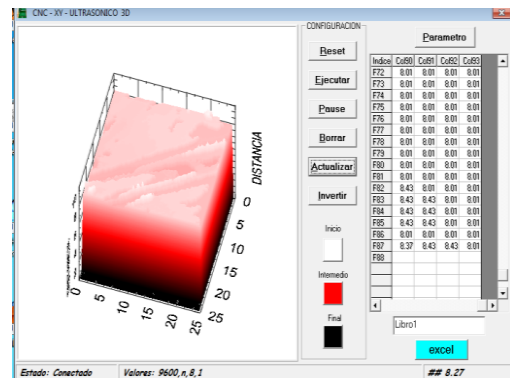 CNC - XY - ULTRASONICO 3D
CONFIGURACION
Reset
Ejecutar
Pause
Borrar
Actualizar
Invertir
Inicio
Intermedio
Final
Parametro
Indice Col90 Col91 Col92 Col93
F72 8.01 8.01 8.01 8.01
F73 8.01 8.01 8.01 8.01
F74 8.01 8.01 8.01 8.01
F75 8.01 8.01 8.01 8.01
F76 8.01 8.01 8.01 8.01
F77 8.01 8.01 8.01 8.01
F78 8.01 8.01 8.01 8.01
F79 8.01 8.01 8.01 8.01
F80 8.01 8.01 8.01 8.01
F81 8.01 8.01 8.01 8.01
F82 8.43 8.01 8.01 8.01
F83 8.43 8.01 8.01 8.01
F84 8.43 8.01 8.01 8.01
F85 8.43 8.43 8.01 8.01
F86 8.01 8.01 8.01 8.01
F87 8.37 8.43 8.43 8.01
F88
Libro1
excel
DISTANCIA
0
5
10
15
20
25
0
5
10
15
20
25
Estado: Conectado
Valores: 9600,n,8,1
## 8.27